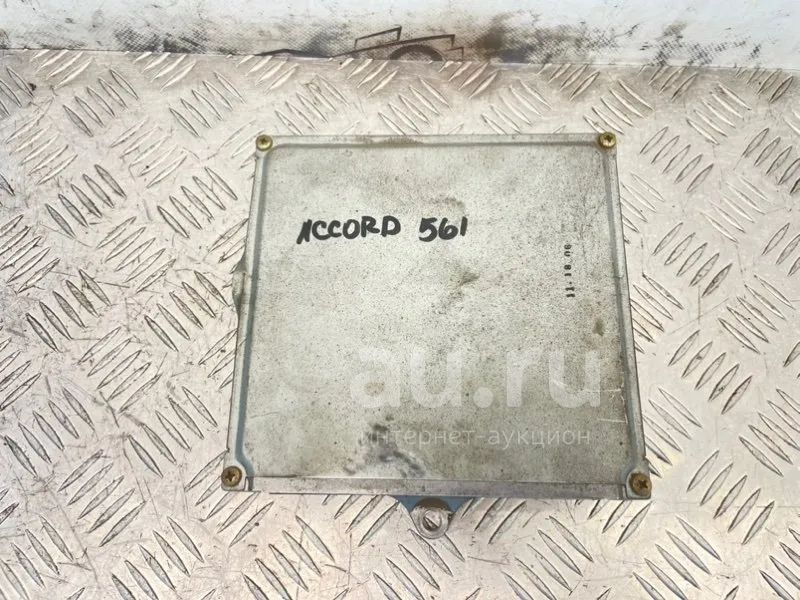 ACCORD 561
11.18.06
au.ru
интернет-аукцион